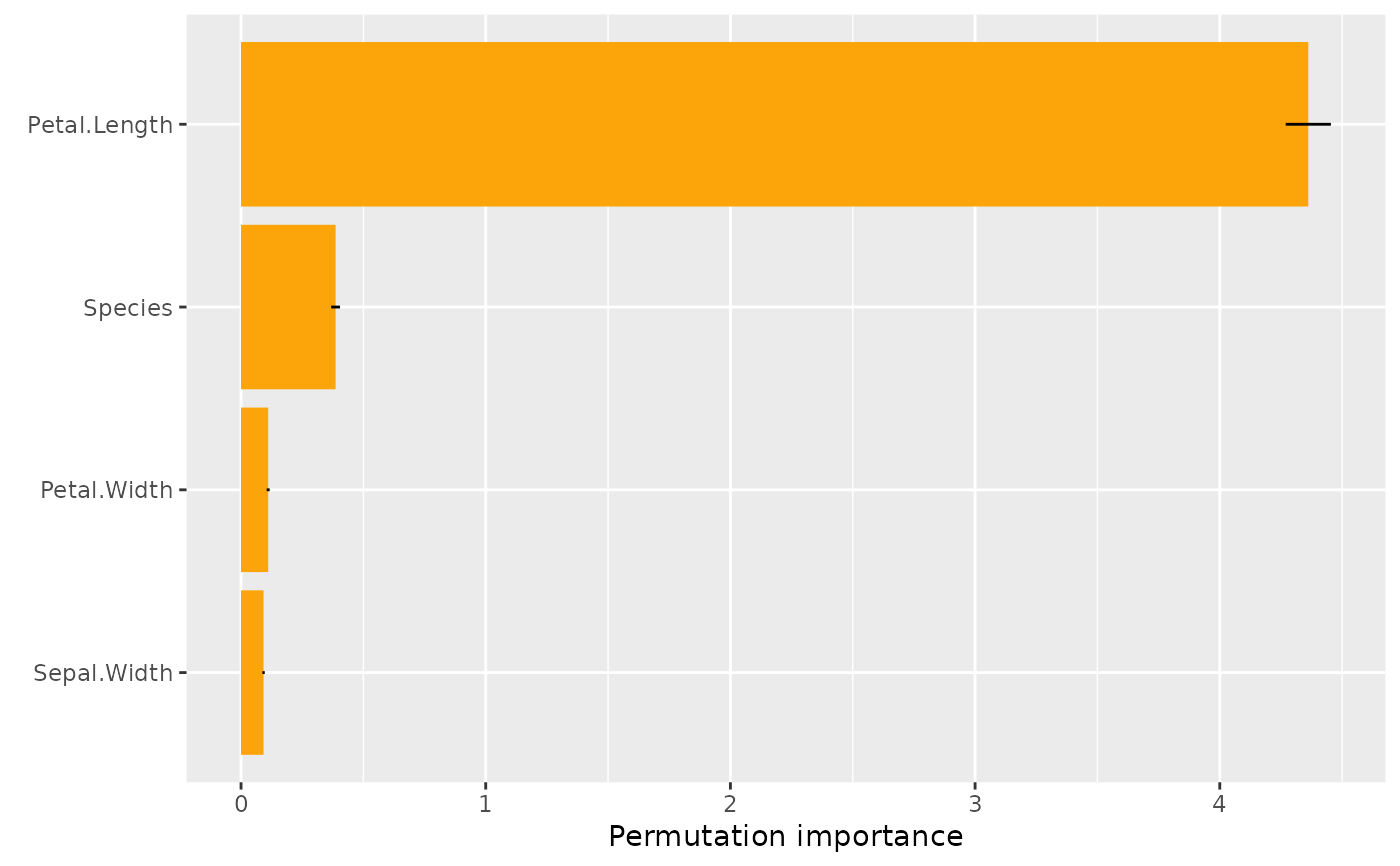 Petal.Length
Species
Petal.Width
Sepal.Width
0 1 2 3 4
Permutation importance